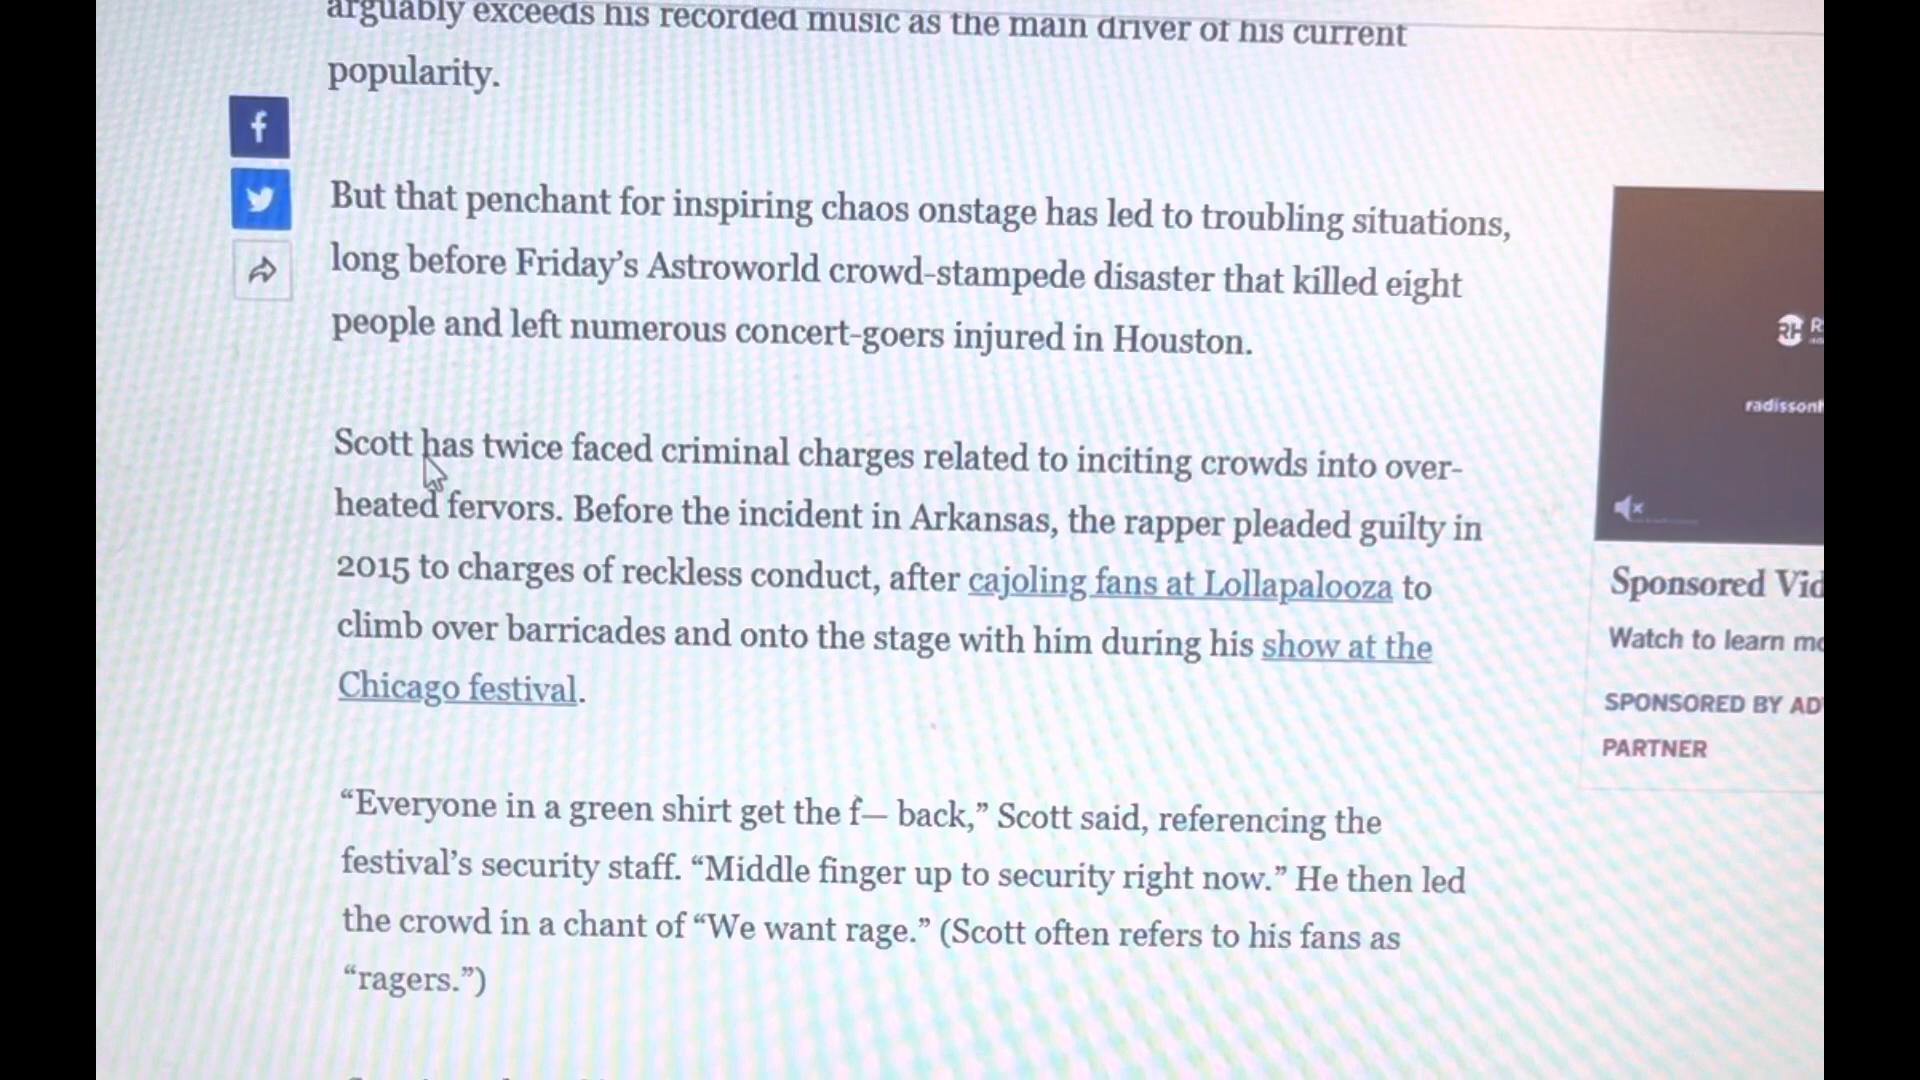 arguably exceeds his recorded music as the main driver of his current
popularity.
But that penchant for inspiring chaos onstage has led to troubling situations,
long before Friday’s Astroworld crowd-stampede disaster that killed eight
people and left numerous concert-goers injured in Houston.
Scott has twice faced criminal charges related to inciting crowds into over-
heated fervors. Before the incident in Arkansas, the rapper pleaded guilty in
2015 to charges of reckless conduct, after cajoling fans at Lollapalooza to
climb over barricades and onto the stage with him during his show at the
Chicago festival.
“Everyone in a green shirt get the f— back,” Scott said, referencing the
festival’s security staff. “Middle finger up to security right now.” He then led
the crowd in a chant of “We want rage.” (Scott often refers to his fans as
“ragers.”)
RH R
radissonh
Sponsored Vid
Watch to learn mo
SPONSORED BY AD
PARTNER